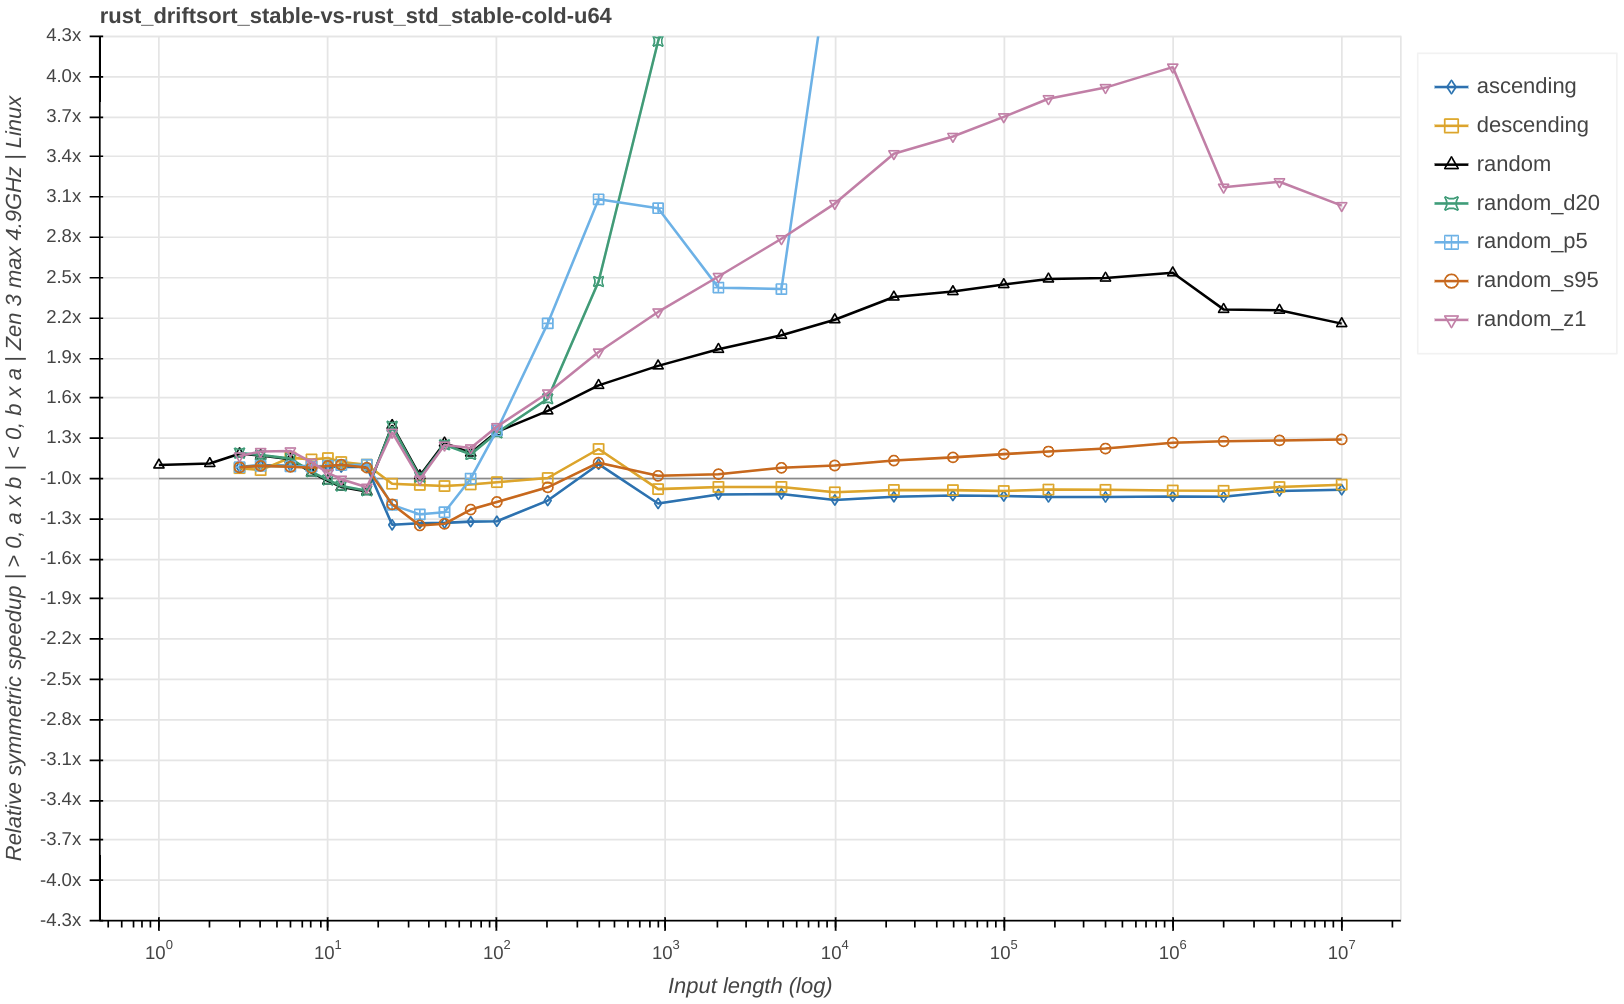 rust_driftsort_stable-vs-rust_std_stable-cold-u64
4.3x
4.0x
3.7x
3.4x
3.1x
2.8x
2.5x
2.2x
1.9x
1.6x
1.3x
-1.0x
-1.3x
-1.6x
-1.9x
-2.2x
-2.5x
-2.8x
-3.1x
-3.4x
-3.7x
-4.0x
-4.3x
Relative symmetric speedup | > 0, a x b | < 0, b x a | Zen 3 max 4.9GHz | Linux
10⁰ 10¹ 10² 10³ 10⁴ 10⁵ 10⁶ 10⁷
Input length (log)
ascending
descending
random
random_d20
random_p5
random_s95
random_z1